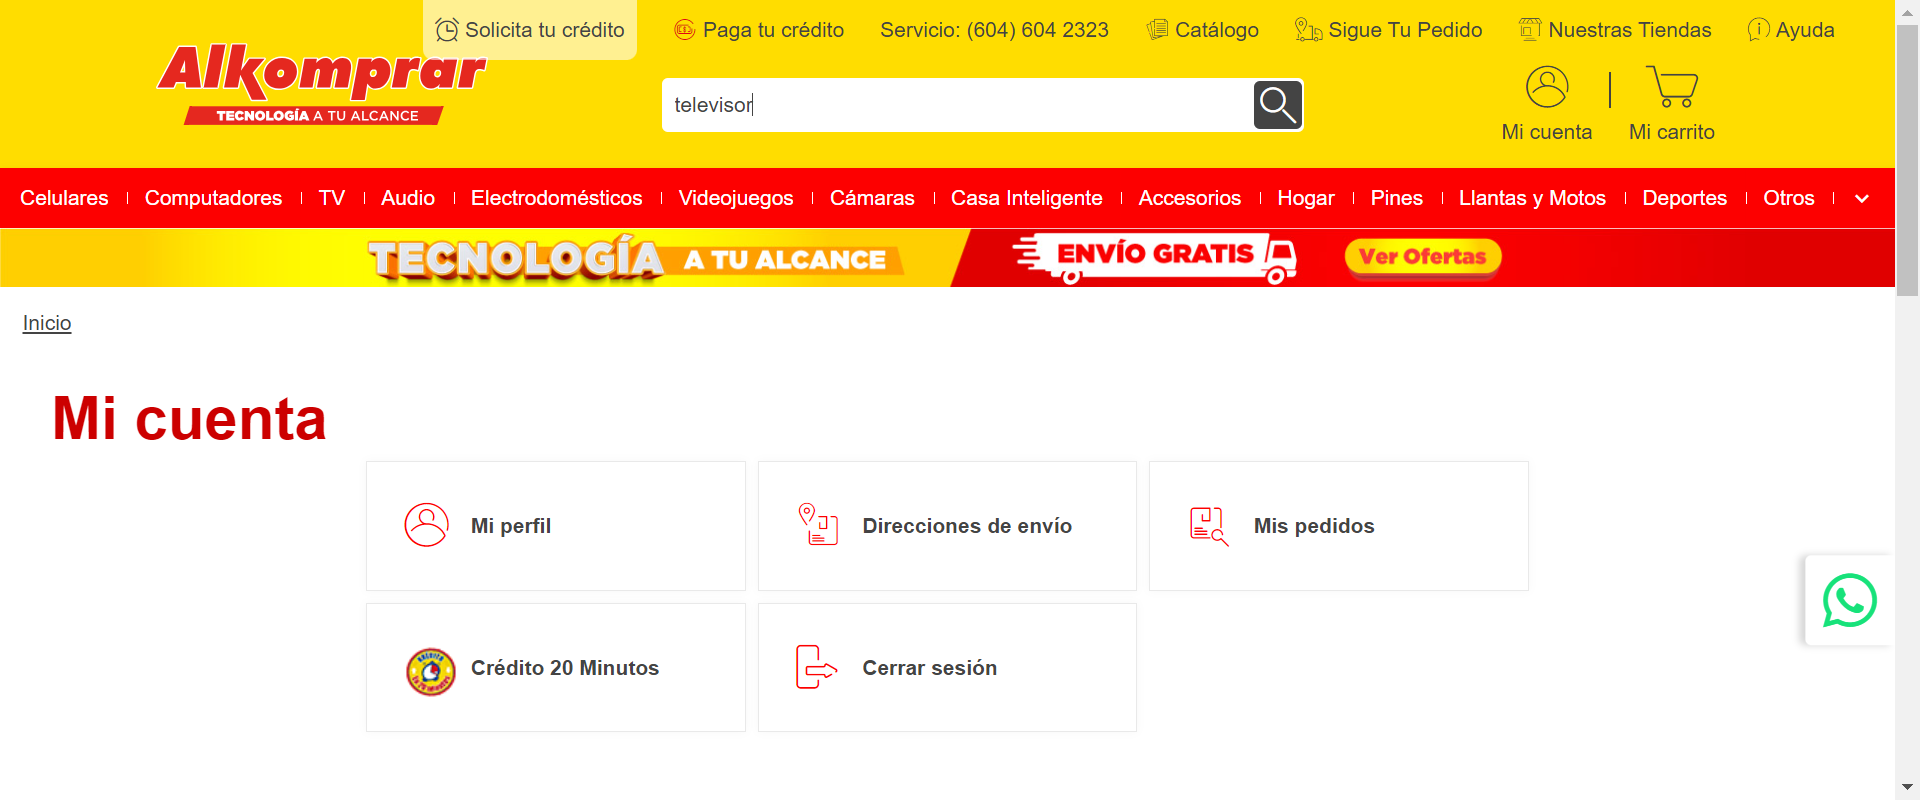 Solicita tu crédito
Paga tu crédito
Servicio: (604) 604 2323
Catálogo
Sigue Tu Pedido
Nuestras Tiendas
Ayuda
Alkomprar
TECNOLOGÍA A TU ALCANCE
televisor
Mi cuenta
Mi carrito
Celulares
Computadores
TV
Audio
Electrodomésticos
Videojuegos
Cámaras
Casa Inteligente
Accesorios
Hogar
Pines
Llantas y Motos
Deportes
Otros
TECNOLOGÍA A TU ALCANCE
ENVÍO GRATIS
Ver Ofertas
Inicio
Mi cuenta
Mi perfil
Direcciones de envío
Mis pedidos
Crédito 20 Minutos
Cerrar sesión